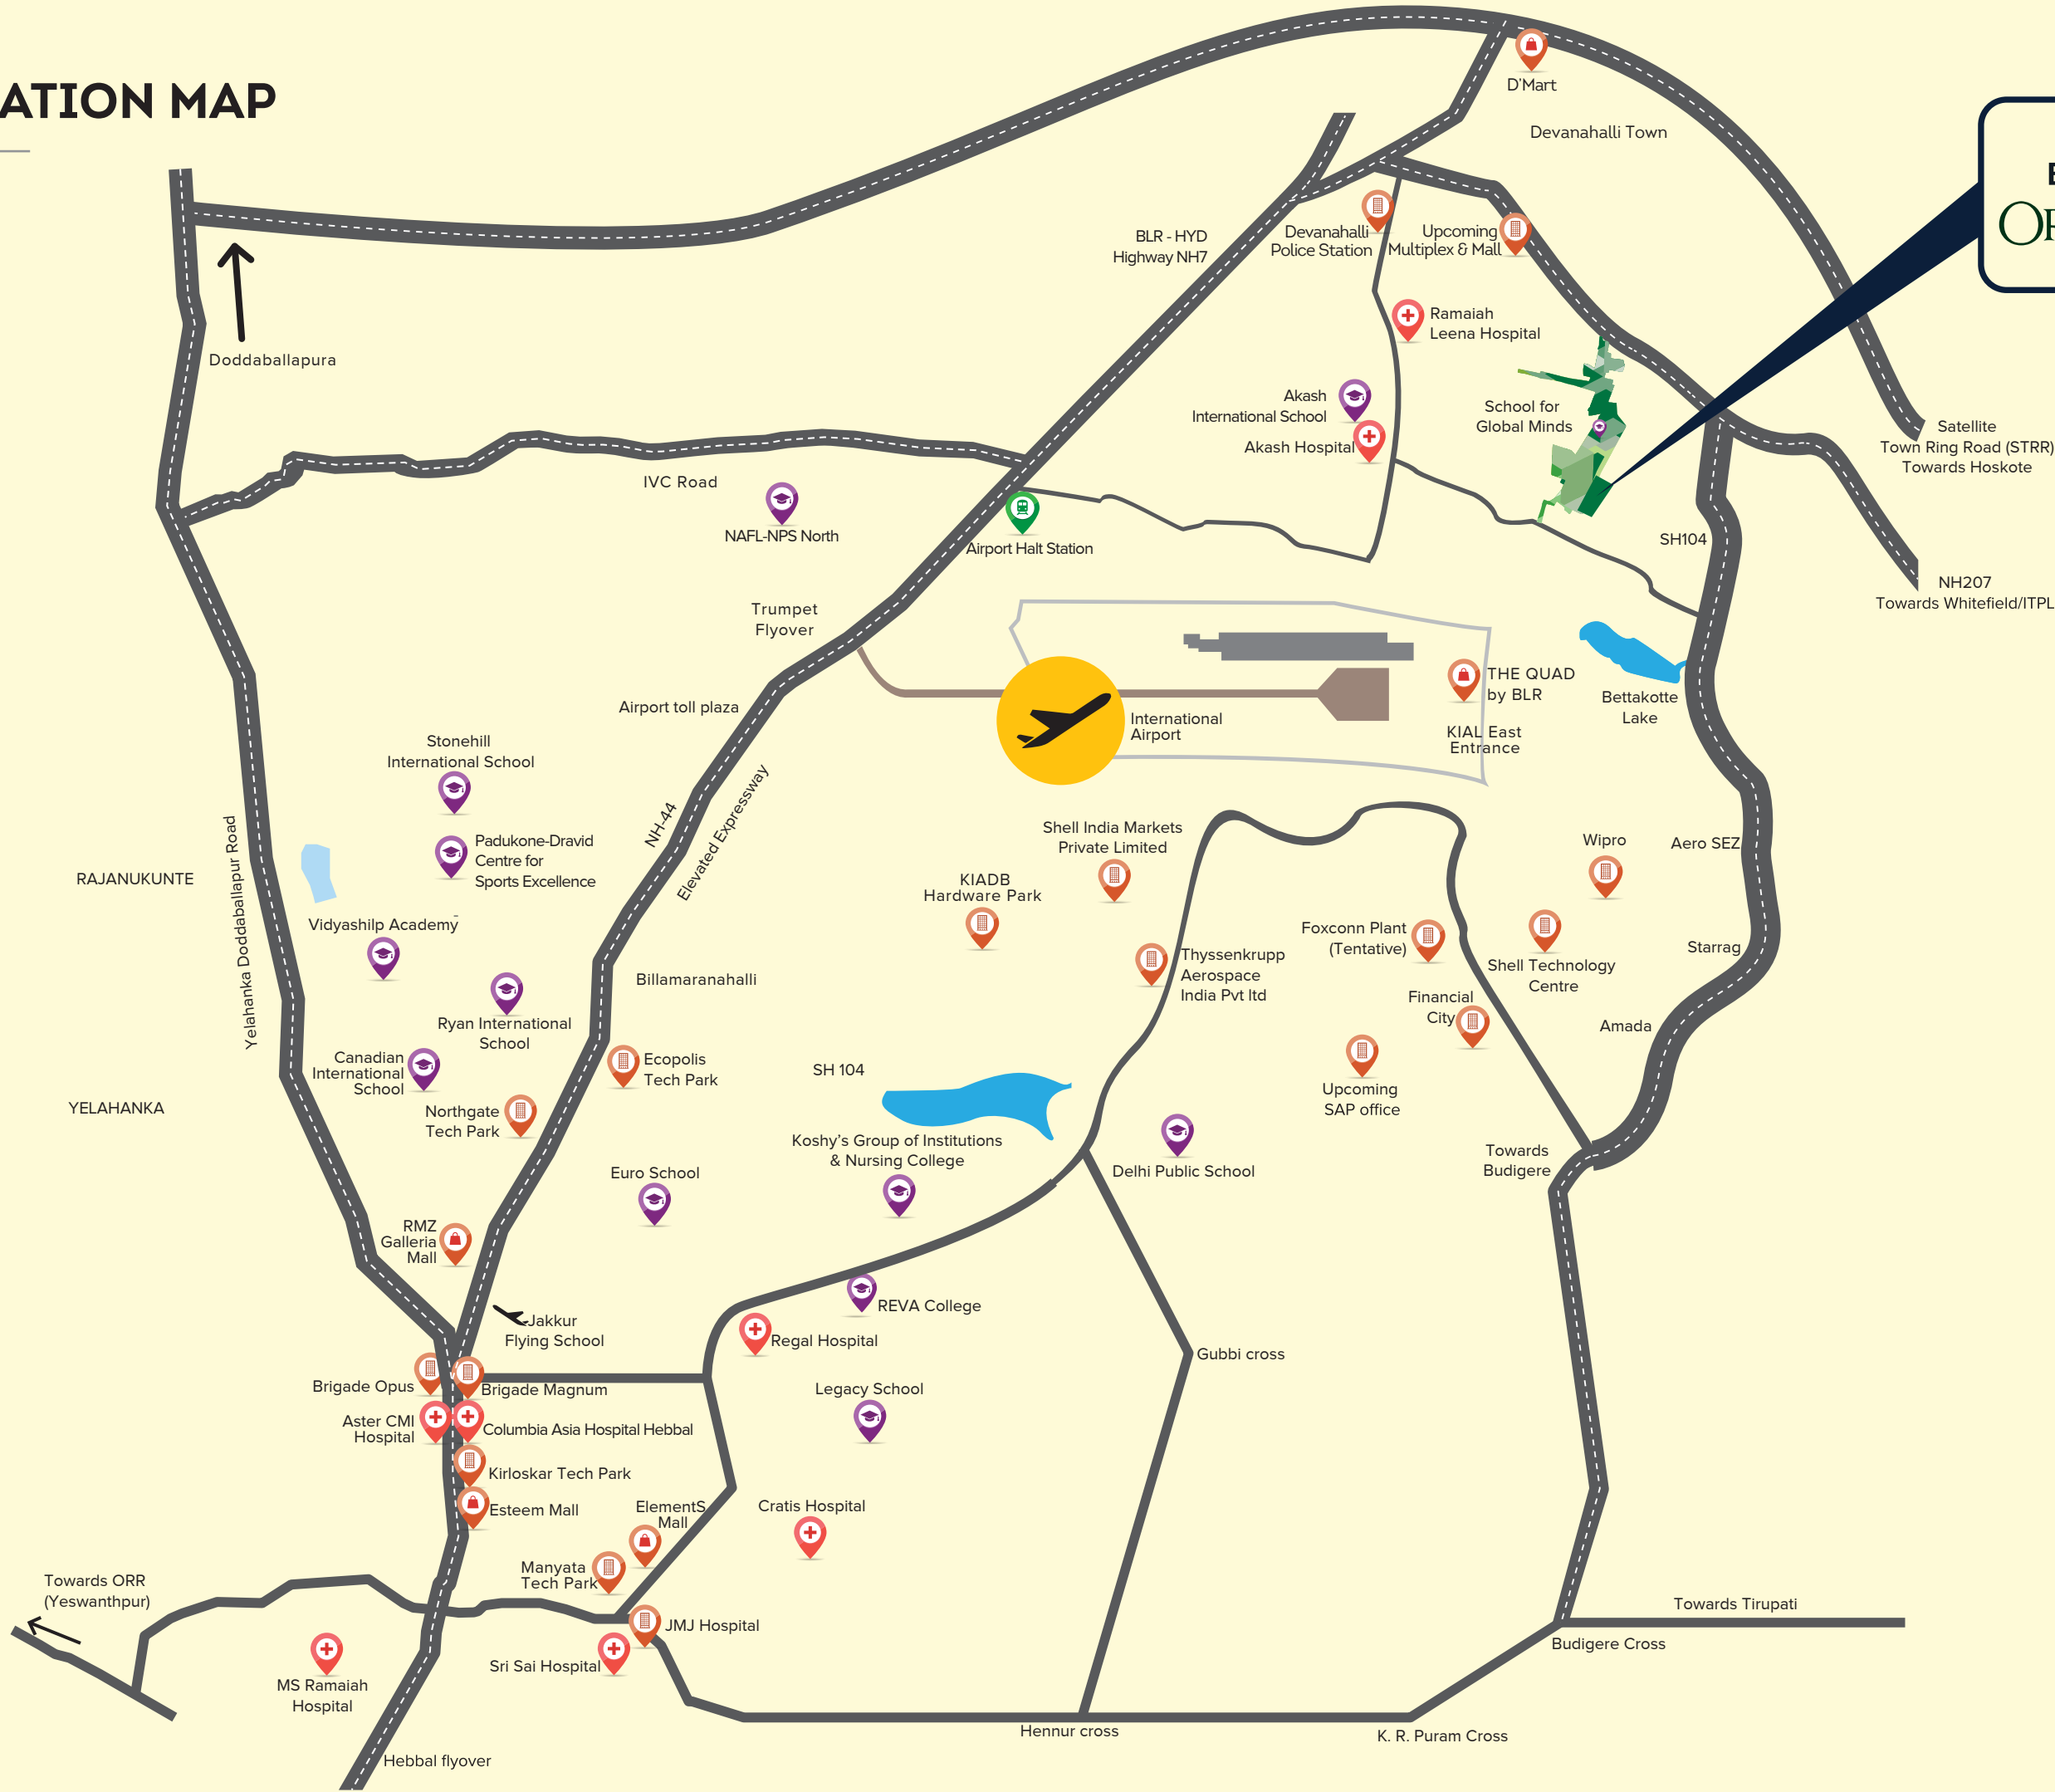 ATION MAP
D'Mart
Devanahalli Town
BLR - HYD
Highway NH7
Devanahalli
Police Station
Upcoming
Multiplex & Mall
Doddaballapura
Ramaiah
Leena Hospital
Akash
International School
Akash Hospital
School for
Global Minds
Satellite
Town Ring Road (STRR)
Towards Hoskote
IVC Road
NAFL-NPS North
Airport Halt Station
SH104
NH207
Towards Whitefield/ITPL
Trumpet
Flyover
Airport toll plaza
International
Airport
THE QUAD
by BLR
KIAL East
Entrance
Bettakotte
Lake
Stonehill
International School
NH-44
Elevated Expressway
Padukone-Dravid
Centre for
Sports Excellence
Yelahanka Doddaballapur Road
RAJANUKUNTE
Vidyashilp Academy
Shell India Markets
Private Limited
KIADB
Hardware Park
Wipro
Aero SEZ
Foxconn Plant
(Tentative)
Starrag
Thyssenkrupp
Aerospace
India Pvt ltd
Shell Technology
Centre
Billamaranahalli
Financial
City
Amada
Ryan International
School
Canadian
International
School
Ecopolis
Tech Park
SH 104
Upcoming
SAP office
YELAHANKA
Northgate
Tech Park
Koshy's Group of Institutions
& Nursing College
Delhi Public School
Towards
Budigere
Euro School
RMZ
Galleria
Mall
REVA College
Jakkur
Flying School
Regal Hospital
Gubbi cross
Brigade Opus
Brigade Magnum
Legacy School
Aster CMI
Hospital
Columbia Asia Hospital Hebbal
Kirloskar Tech Park
Esteem Mall
ElementS
Mall
Cratis Hospital
Manyata
Tech Park
Towards ORR
(Yeswanthpur)
Towards Tirupati
JMJ Hospital
Budigere Cross
Sri Sai Hospital
MS Ramaiah
Hospital
Hennur cross
K. R. Puram Cross
Hebbal flyover